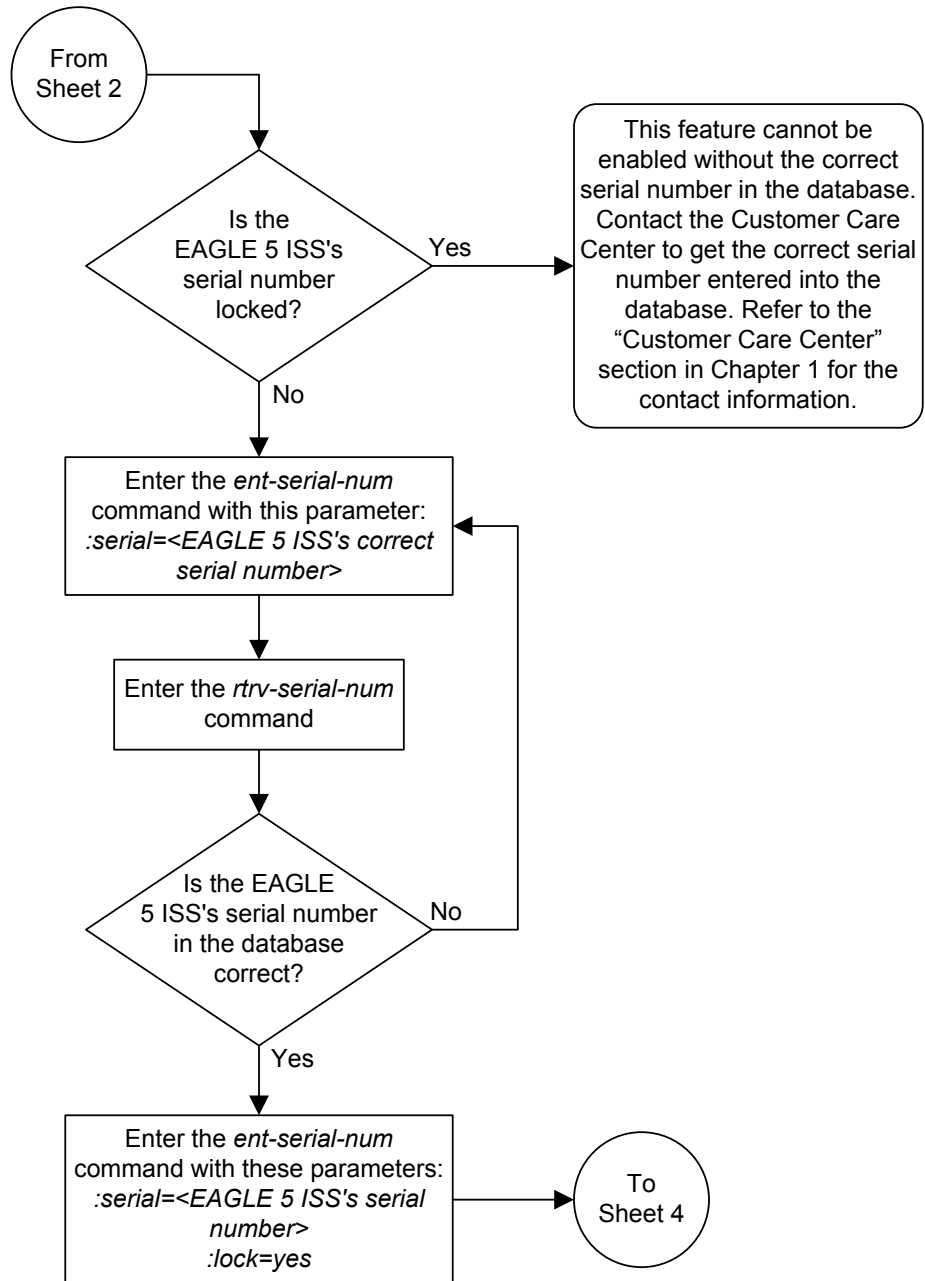 From
Sheet 2
Is the
EAGLE 5 ISS's
serial number
locked?
Yes
This feature cannot be
enabled without the correct
serial number in the database.
Contact the Customer Care
Center to get the correct serial
number entered into the
database. Refer to the
“Customer Care Center”
section in Chapter 1 for the
contact information.
No
Enter the ent-serial-num
command with this parameter:
:serial=<EAGLE 5 ISS's correct
serial number>
Enter the rtrv-serial-num
command
Is the EAGLE
5 ISS's serial number
in the database
correct?
No
Yes
Enter the ent-serial-num
command with these parameters:
:serial=<EAGLE 5 ISS's serial
number>
:lock=yes
To
Sheet 4